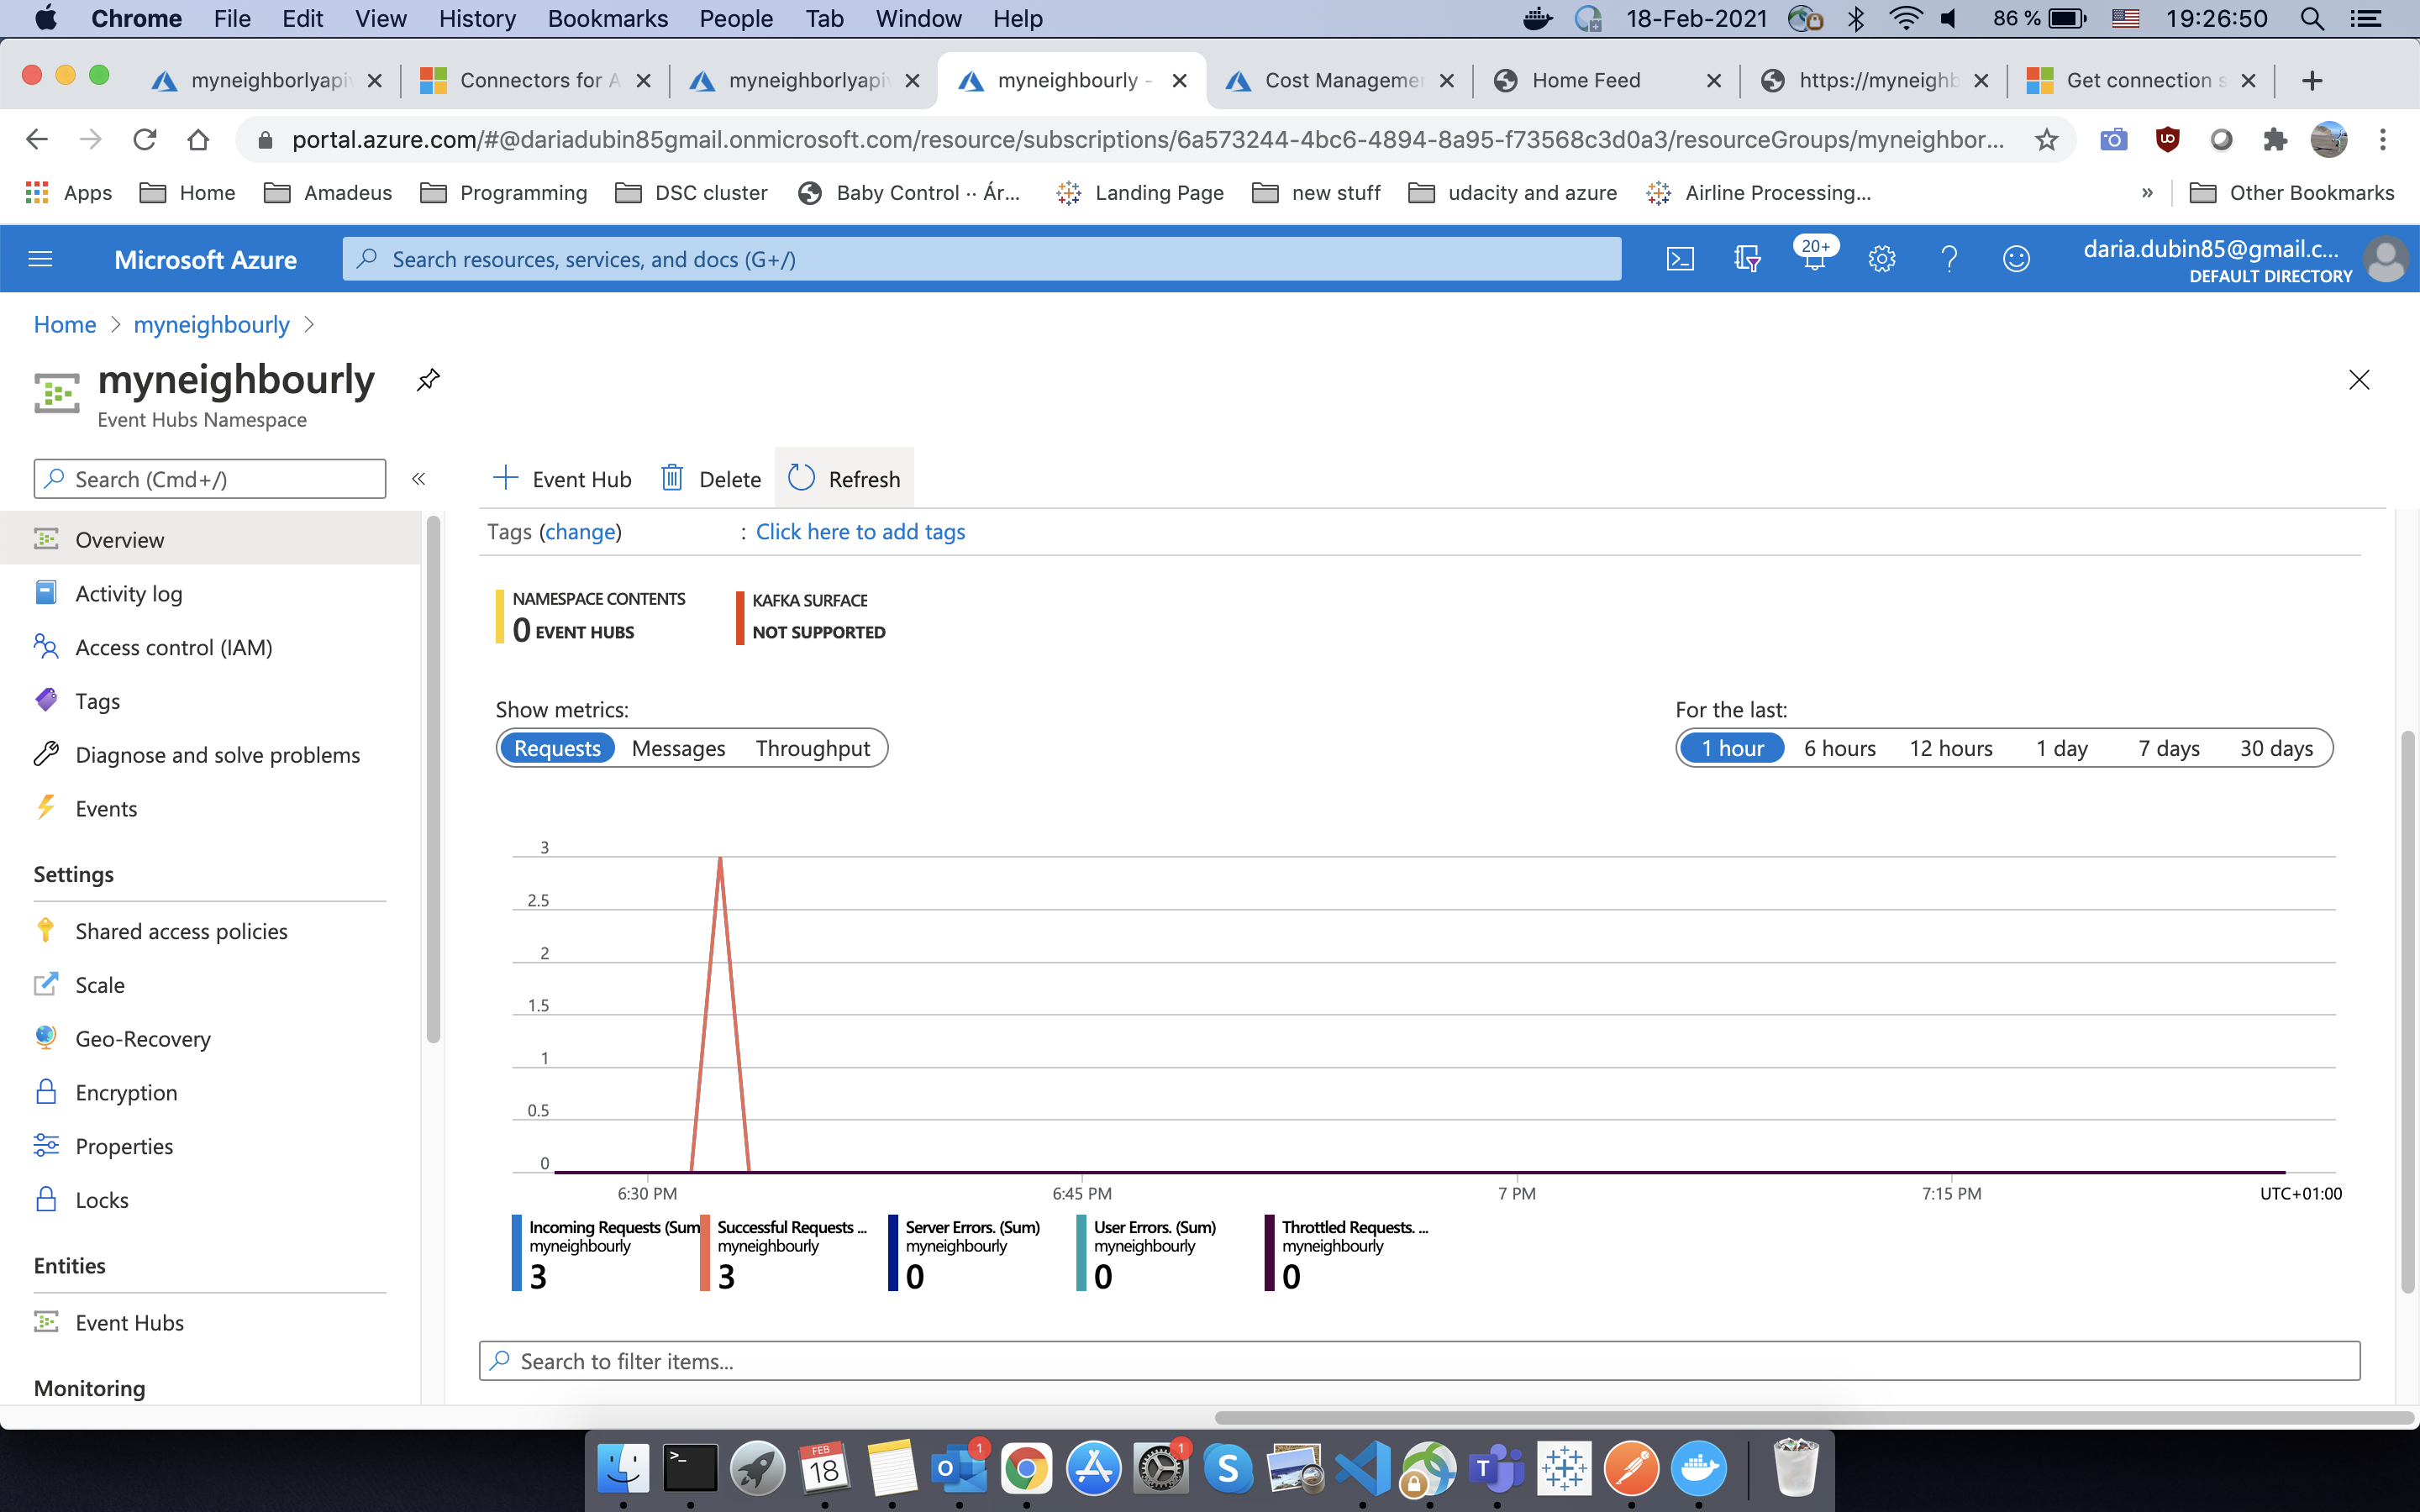 Chrome File Edit View History Bookmarks People Tab Window Help 18-Feb-2021 86 % 19:26:50
myneighborlyapi Connectors for A myneighborlyapi myneighbourly - Cost Managemen Home Feed https://myneighb Get connection s
portal.azure.com/#@dariadubin85gmail.onmicrosoft.com/resource/subscriptions/6a573244-4bc6-4894-8a95-f73568c3d0a3/resourceGroups/myneighbor...
Apps Home Amadeus Programming DSC cluster Baby Control ·· Ár... Landing Page new stuff udacity and azure Airline Processing... » Other Bookmarks
Microsoft Azure Search resources, services, and docs (G+/) 20+ daria.dubin85@gmail.c...
DEFAULT DIRECTORY
Home > myneighbourly >
myneighbourly
Event Hubs Namespace
Search (Cmd+/) «
Overview
Activity log
Access control (IAM)
Tags
Diagnose and solve problems
Events
Settings
Shared access policies
Scale
Geo-Recovery
Encryption
Properties
Locks
Entities
Event Hubs
Monitoring
+ Event Hub Delete Refresh
Tags (change) : Click here to add tags
NAMESPACE CONTENTS
0 EVENT HUBS
KAFKA SURFACE
NOT SUPPORTED
Show metrics:
Requests Messages Throughput
For the last:
1 hour 6 hours 12 hours 1 day 7 days 30 days
3
2.5
2
1.5
1
0.5
0
6:30 PM 6:45 PM 7 PM 7:15 PM UTC+01:00
Incoming Requests (Sum
myneighbourly
3
Successful Requests ...
myneighbourly
3
Server Errors. (Sum)
myneighbourly
0
User Errors. (Sum)
myneighbourly
0
Throttled Requests. ...
myneighbourly
0
Search to filter items...
FEB
18
1
1